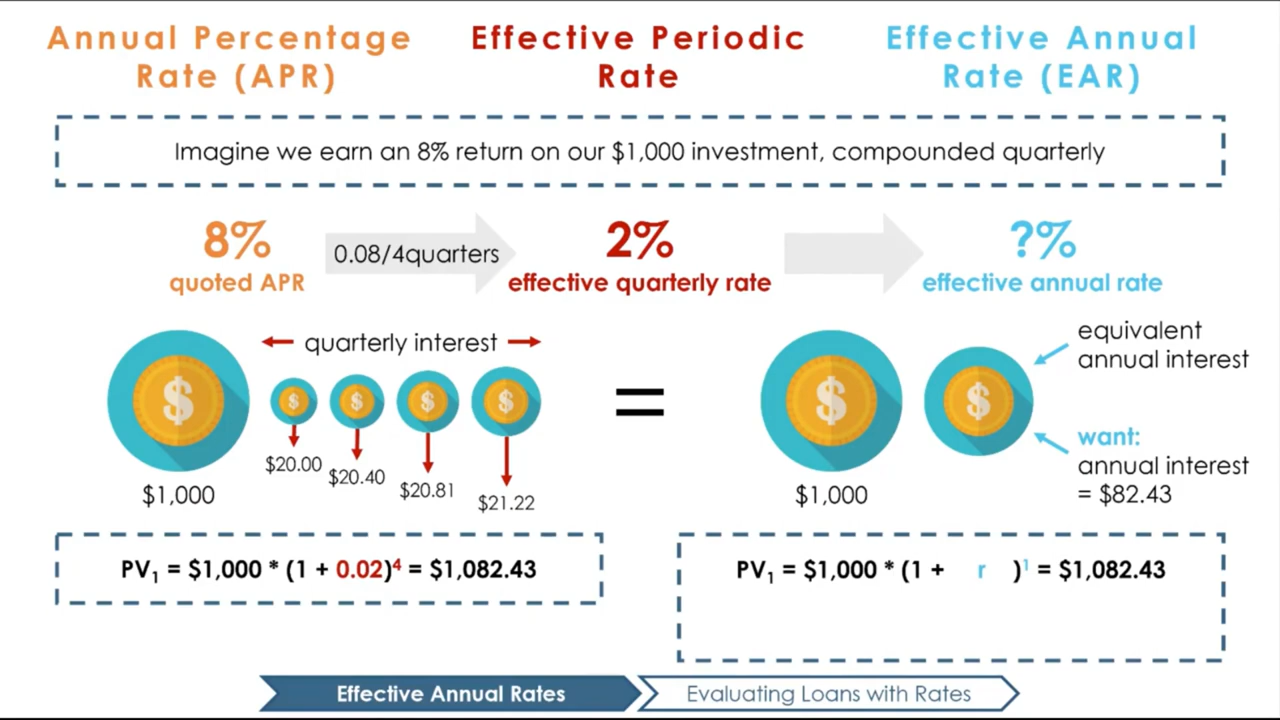 Annual Percentage
Rate (APR)
Effective Periodic
Rate
Effective Annual
Rate (EAR)
Imagine we earn an 8% return on our $1,000 investment, compounded quarterly
8%
quoted APR
0.08/4quarters
2%
effective quarterly rate
?%
effective annual rate
quarterly interest
$
$
$
$
$
$1,000
$20.00
$20.40
$20.81
$21.22
=
$
$
$1,000
equivalent
annual interest
want:
annual interest
= $82.43
PV₁ = $1,000 * (1 + 0.02)⁴ = $1,082.43
PV₁ = $1,000 * (1 + r )¹ = $1,082.43
Effective Annual Rates
Evaluating Loans with Rates